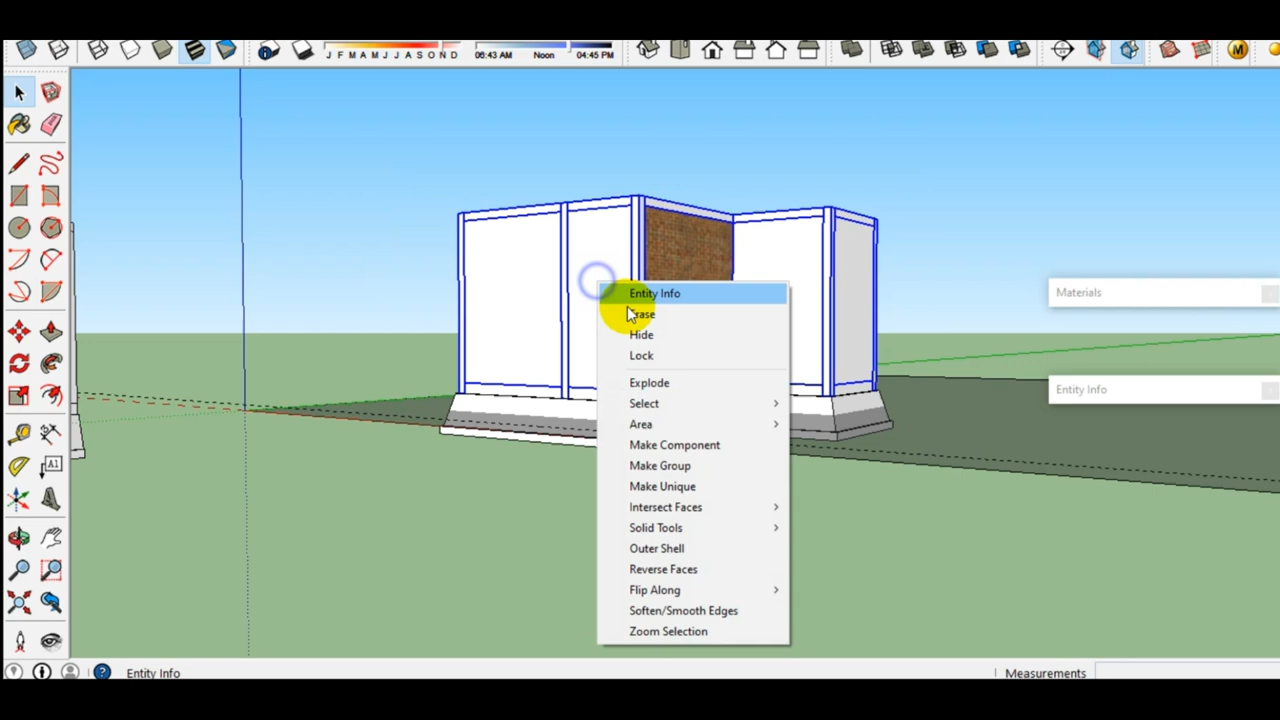 J F M A M J J A S O N D 06:43 AM Noon 04:45 PM
M
A1
Materials
Entity Info
Entity Info
Erase
Hide
Lock
Explode
Select
Area
Make Component
Make Group
Make Unique
Intersect Faces
Solid Tools
Outer Shell
Reverse Faces
Flip Along
Soften/Smooth Edges
Zoom Selection
Entity Info
Measurements